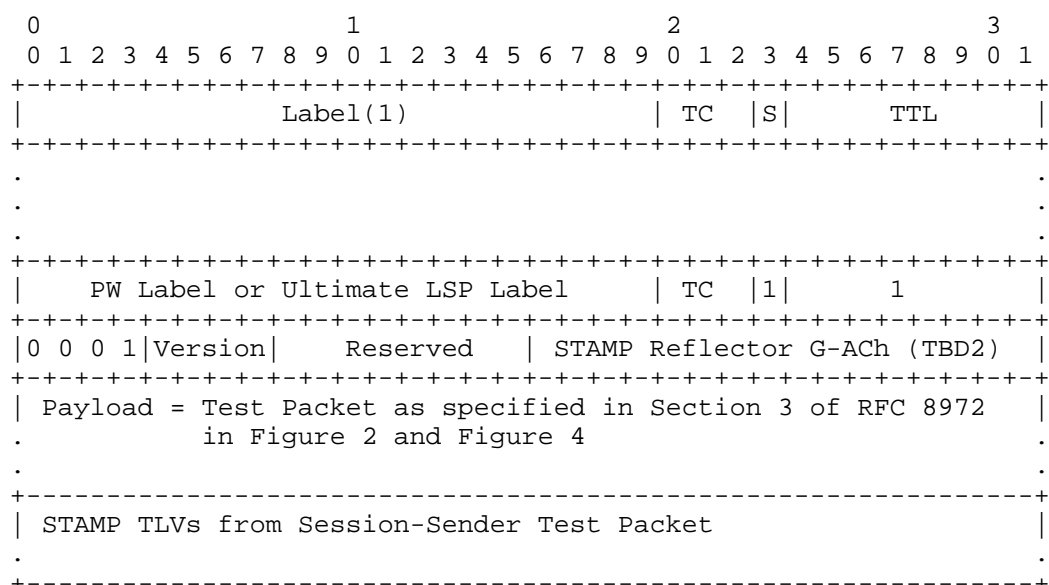 0                   1                   2                   3
 0 1 2 3 4 5 6 7 8 9 0 1 2 3 4 5 6 7 8 9 0 1 2 3 4 5 6 7 8 9 0 1
+-+-+-+-+-+-+-+-+-+-+-+-+-+-+-+-+-+-+-+-+-+-+-+-+-+-+-+-+-+-+-+-+
|                Label(1)               | TC  |S|      TTL      |
+-+-+-+-+-+-+-+-+-+-+-+-+-+-+-+-+-+-+-+-+-+-+-+-+-+-+-+-+-+-+-+-+
.                                                               .
.                                                               .
.                                                               .
+-+-+-+-+-+-+-+-+-+-+-+-+-+-+-+-+-+-+-+-+-+-+-+-+-+-+-+-+-+-+-+-+
|    PW Label or Ultimate LSP Label     | TC  |1|      1        |
+-+-+-+-+-+-+-+-+-+-+-+-+-+-+-+-+-+-+-+-+-+-+-+-+-+-+-+-+-+-+-+-+
|0 0 0 1|Version|    Reserved   | STAMP Reflector G-ACh (TBD2)  |
+-+-+-+-+-+-+-+-+-+-+-+-+-+-+-+-+-+-+-+-+-+-+-+-+-+-+-+-+-+-+-+-+
| Payload = Test Packet as specified in Section 3 of RFC 8972   |
.           in Figure 2 and Figure 4                            .
.                                                               .
+---------------------------------------------------------------+
| STAMP TLVs from Session-Sender Test Packet                    |
.                                                               .
+---------------------------------------------------------------+